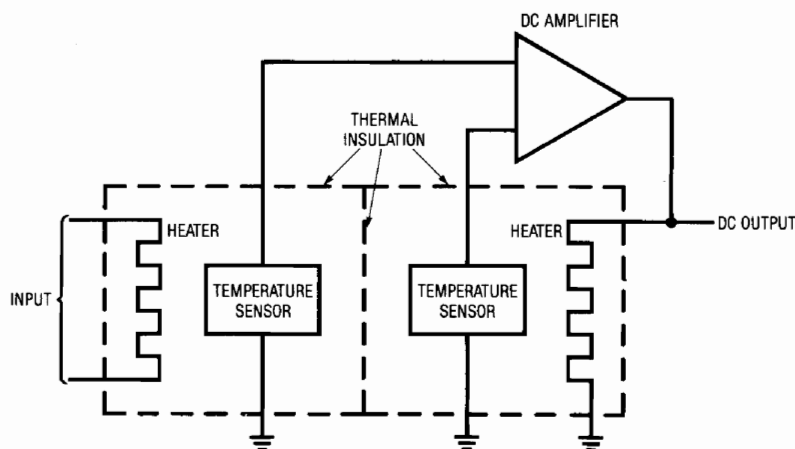 DC AMPLIFIER
THERMAL
INSULATION
HEATER
HEATER
DC OUTPUT
INPUT
TEMPERATURE
SENSOR
TEMPERATURE
SENSOR